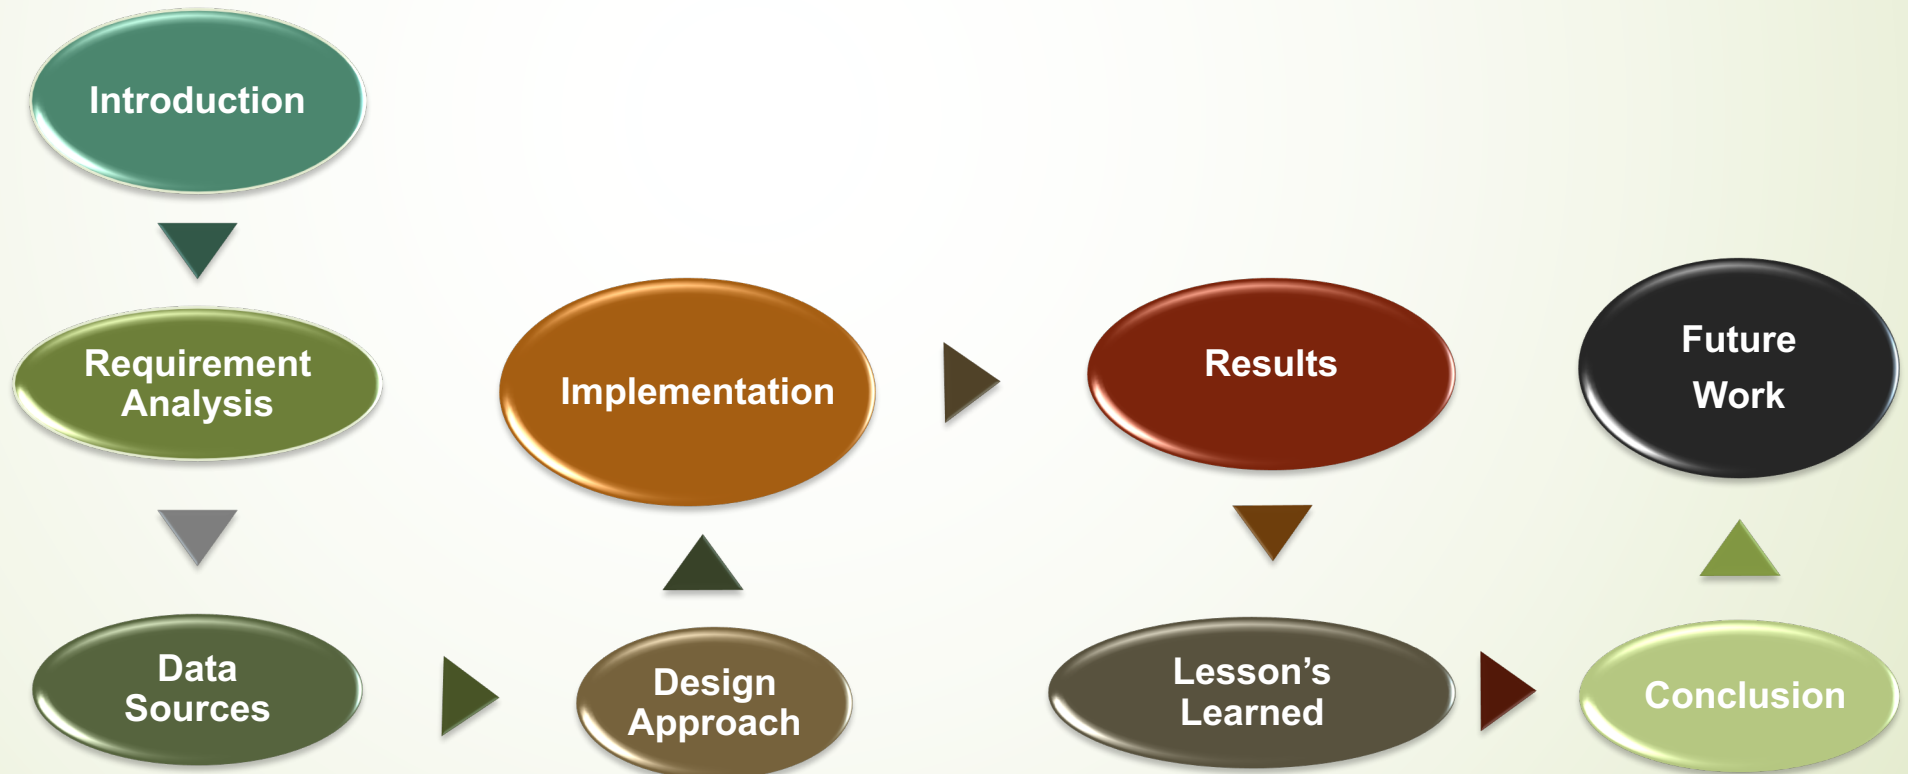 Introduction
Requirement
Analysis
Data
Sources
Design
Approach
Implementation
Results
Lesson’s
Learned
Conclusion
Future
Work